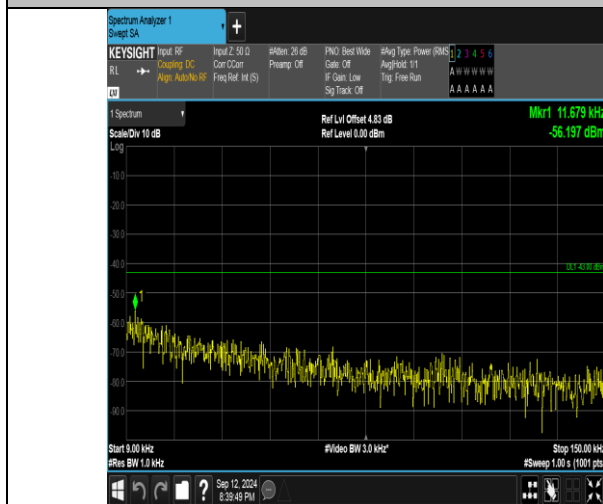 Spectrum Analyzer 1
Swept SA
+
KEYSIGHT
RL
LXI
Input: RF
Coupling: DC
Align: Auto/No RF
Input Z: 50 Ω
Corr CCorr
Freq Ref: Int (S)
#Atten: 26 dB
Preamp: Off
PNO: Best Wide
Gate: Off
IF Gain: Low
Sig Track: Off
#Avg Type: Power (RMS
Avg|Hold: 1/1
Trig: Free Run
1 2 3 4 5 6
A W W W W W
A A A A A A
1 Spectrum
Scale/Div 10 dB
Ref Lvl Offset 4.83 dB
Ref Level 0.00 dBm
Mkr1 11.679 kHz
-56.197 dBm
Log
-10.0
-20.0
-30.0
-40.0
DL1 -43.00 dBm
-50.0
1
-60.0
-70.0
-80.0
-90.0
Start 9.00 kHz
#Res BW 1.0 kHz
#Video BW 3.0 kHz*
Stop 150.00 kHz
#Sweep 1.00 s (1001 pts
?
Sep 12, 2024
8:39:49 PM